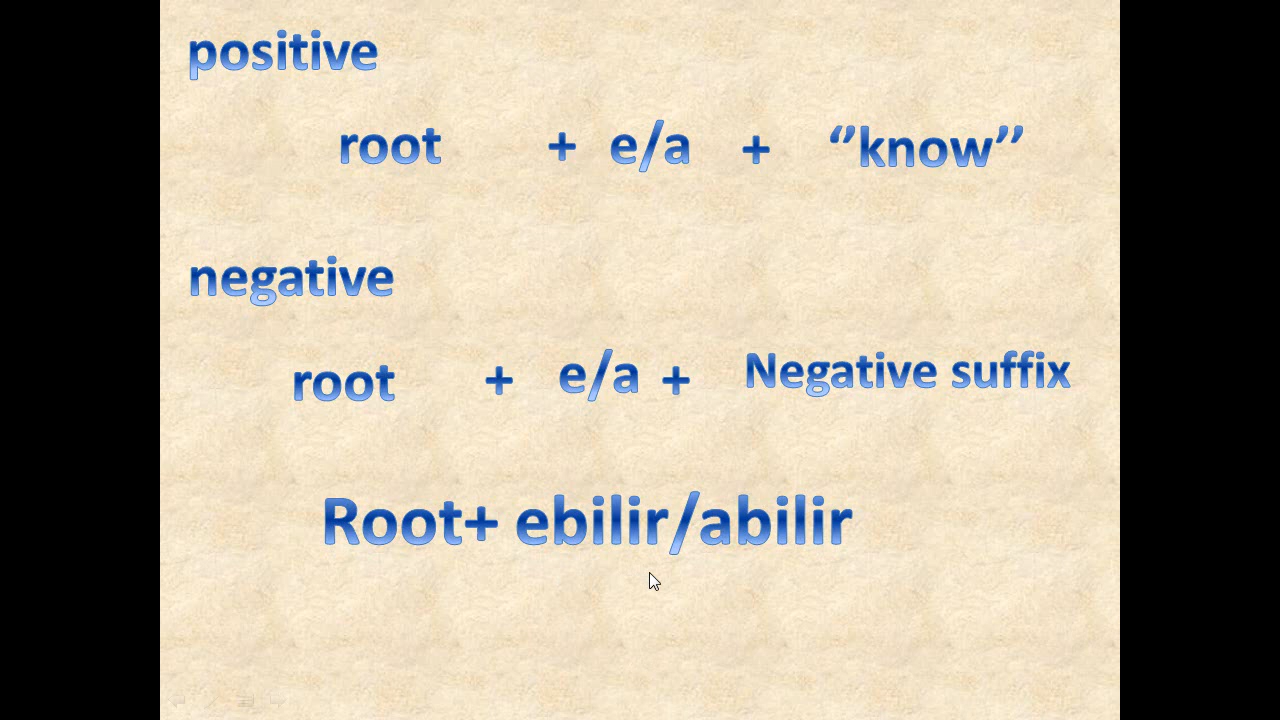 positive
root + e/a + ‘’know’’
negative
root + e/a + Negative suffix
Root+ ebilir/abilir